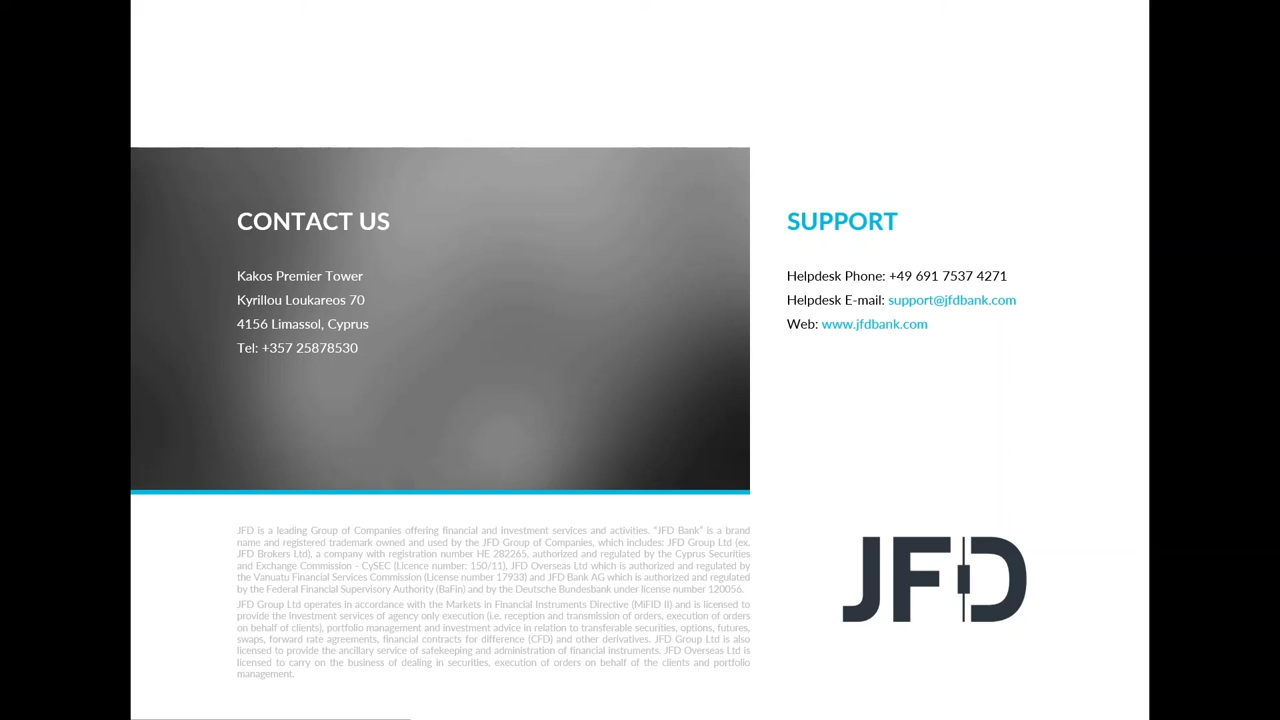 CONTACT US
Kakos Premier Tower
Kyrillou Loukareos 70
4156 Limassol, Cyprus
Tel: +357 25878530
SUPPORT
Helpdesk Phone: +49 691 7537 4271
Helpdesk E-mail: support@jfdbank.com
Web: www.jfdbank.com
JFD is a leading Group of Companies offering financial and investment services and activities. “JFD Bank” is a brand
name and registered trademark owned and used by the JFD Group of Companies, which includes: JFD Group Ltd (ex.
JFD Brokers Ltd), a company with registration number HE 282265, authorized and regulated by the Cyprus Securities
and Exchange Commission - CySEC (Licence number: 150/11), JFD Overseas Ltd which is authorized and regulated by
the Vanuatu Financial Services Commission (License number 17933) and JFD Bank AG which is authorized and regulated
by the Federal Financial Supervisory Authority (BaFin) and by the Deutsche Bundesbank under license number 120056.
JFD Group Ltd operates in accordance with the Markets in Financial Instruments Directive (MiFID II) and is licensed to
provide the investment services of agency only execution (i.e. reception and transmission of orders, execution of orders
on behalf of clients), portfolio management and investment advice in relation to transferable securities, options, futures,
swaps, forward rate agreements, financial contracts for difference (CFD) and other derivatives. JFD Group Ltd is also
licensed to provide the ancillary service of safekeeping and administration of financial instruments. JFD Overseas Ltd is
licensed to carry on the business of dealing in securities, execution of orders on behalf of the clients and portfolio
management.
JFD